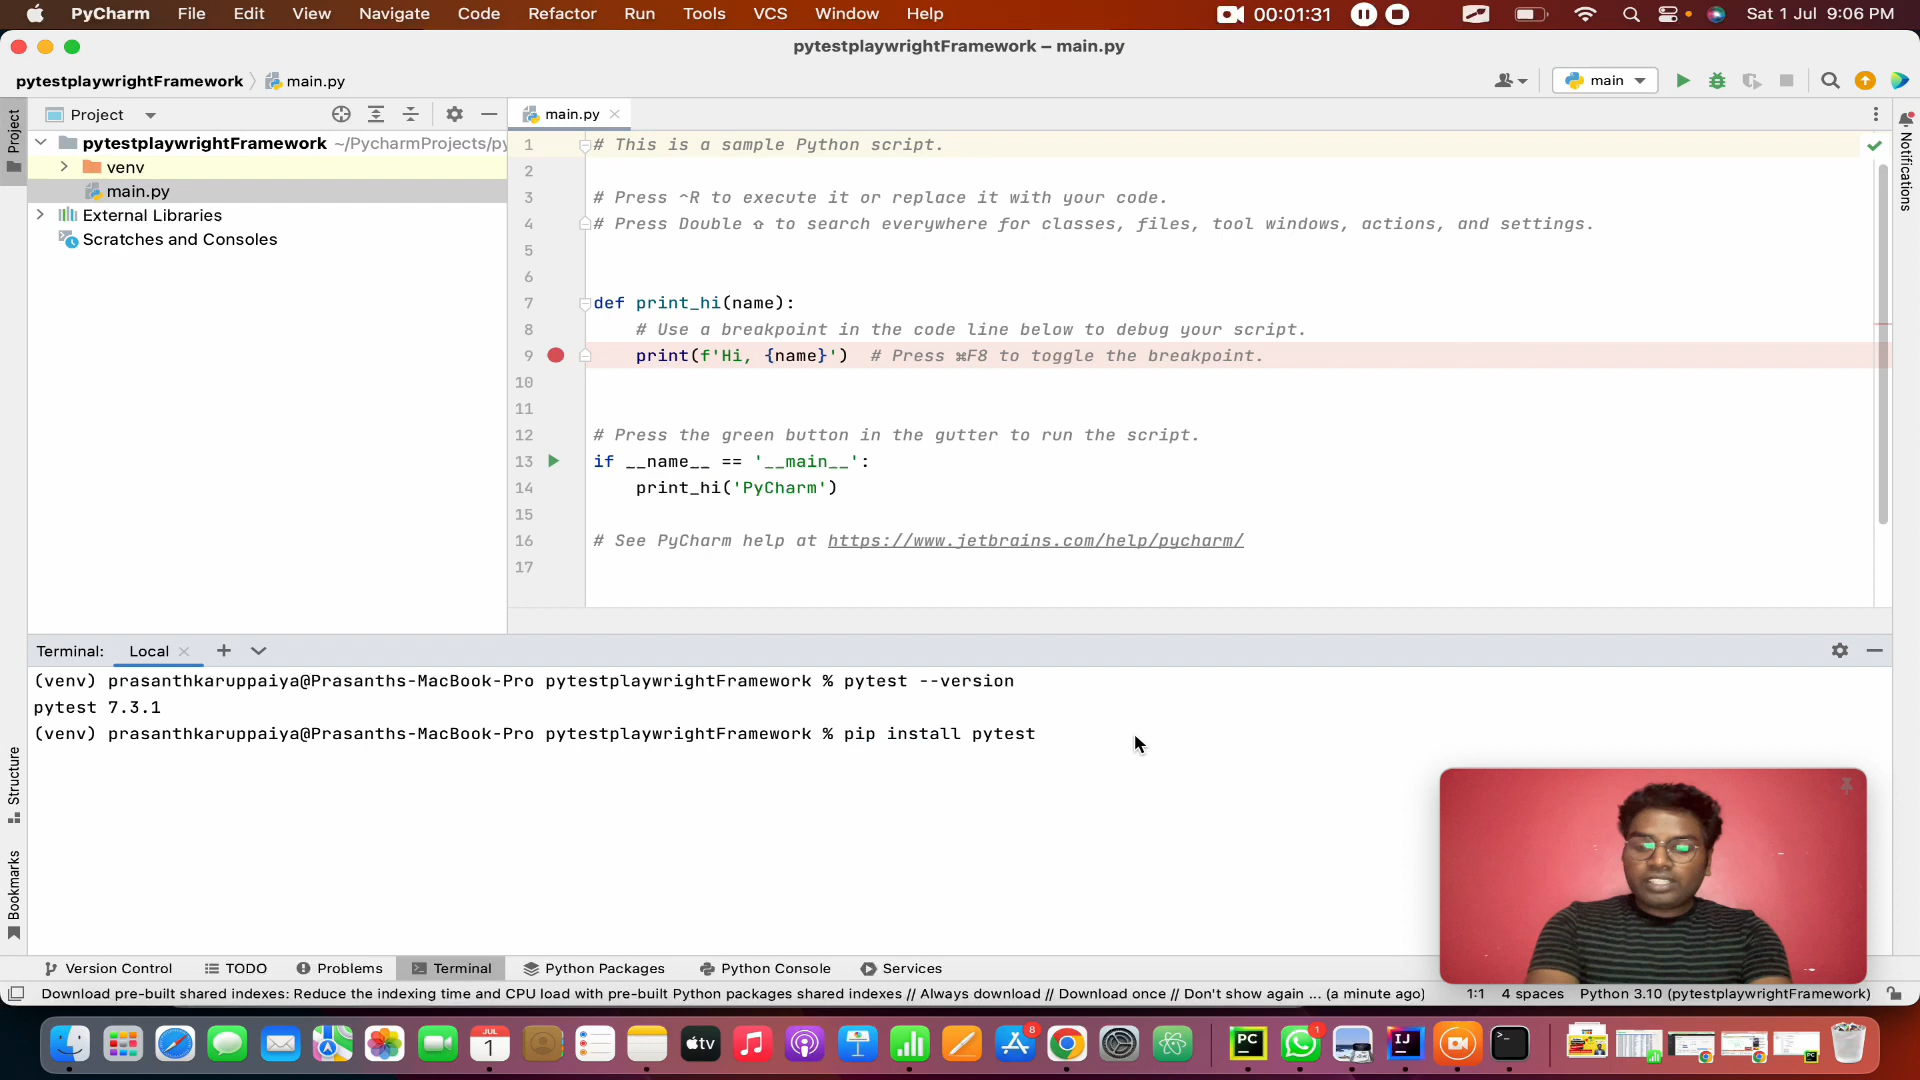 PyCharm File Edit View Navigate Code Refactor Run Tools VCS Window Help 00:01:31 Sat 1 Jul 9:06 PM
pytestplaywrightFramework – main.py
pytestplaywrightFramework main.py main
Project
Project
main.py
pytestplaywrightFramework ~/PycharmProjects/py
venv
main.py
External Libraries
Scratches and Consoles
1 # This is a sample Python script.
2
3 # Press ⌃R to execute it or replace it with your code.
4 # Press Double ⇧ to search everywhere for classes, files, tool windows, actions, and settings.
5
6
7 def print_hi(name):
8 # Use a breakpoint in the code line below to debug your script.
9 print(f'Hi, {name}') # Press ⌘F8 to toggle the breakpoint.
10
11
12 # Press the green button in the gutter to run the script.
13 if __name__ == '__main__':
14 print_hi('PyCharm')
15
16 # See PyCharm help at https://www.jetbrains.com/help/pycharm/
17
Notifications
Terminal: Local
(venv) prasanthkaruppaiya@Prasanths-MacBook-Pro pytestplaywrightFramework % pytest --version
pytest 7.3.1
(venv) prasanthkaruppaiya@Prasanths-MacBook-Pro pytestplaywrightFramework % pip install pytest
Structure
Bookmarks
Version Control TODO Problems Terminal Python Packages Python Console Services
Download pre-built shared indexes: Reduce the indexing time and CPU load with pre-built Python packages shared indexes // Always download // Download once // Don't show again ... (a minute ago) 1:1 4 spaces Python 3.10 (pytestplaywrightFramework)
JUL
1
tv
8
PC
1
IJ